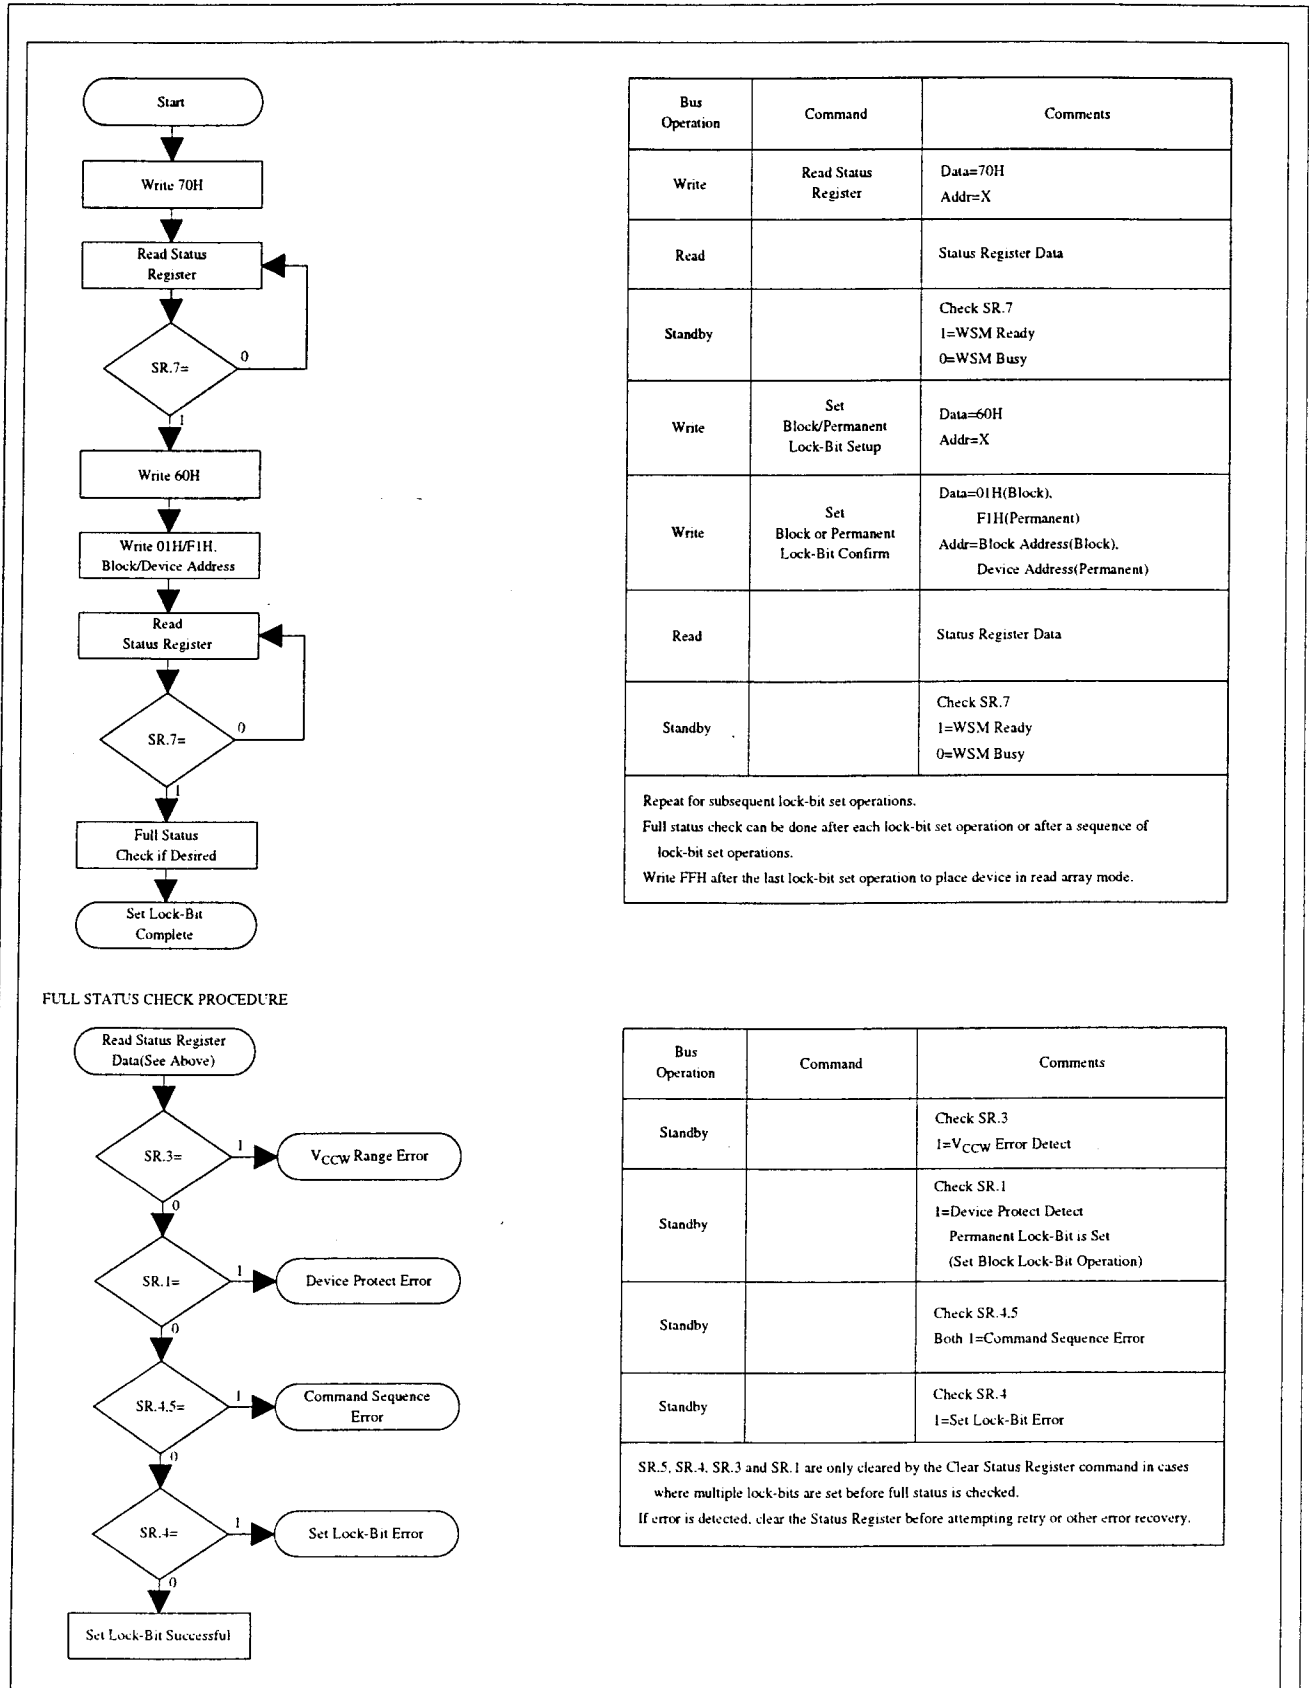 Start
Write 70H
Read Status
Register
SR.7=
0
1
Write 60H
Write 01H/F1H,
Block/Device Address
Read
Status Register
SR.7=
0
1
Full Status
Check if Desired
Set Lock-Bit
Complete
Bus
Operation
Command
Comments
Write
Read Status
Register
Data=70H
Addr=X
Read
Status Register Data
Standby
Check SR.7
1=WSM Ready
0=WSM Busy
Write
Set
Block/Permanent
Lock-Bit Setup
Data=60H
Addr=X
Write
Set
Block or Permanent
Lock-Bit Confirm
Data=01H(Block),
F1H(Permanent)
Addr=Block Address(Block),
Device Address(Permanent)
Read
Status Register Data
Standby
Check SR.7
1=WSM Ready
0=WSM Busy
Repeat for subsequent lock-bit set operations.
Full status check can be done after each lock-bit set operation or after a sequence of
lock-bit set operations.
Write FFH after the last lock-bit set operation to place device in read array mode.
FULL STATUS CHECK PROCEDURE
Read Status Register
Data(See Above)
SR.3=
1
VCCW Range Error
0
SR.1=
1
Device Protect Error
0
SR.4,5=
1
Command Sequence
Error
0
SR.4=
1
Set Lock-Bit Error
0
Set Lock-Bit Successful
Bus
Operation
Command
Comments
Standby
Check SR.3
1=VCCW Error Detect
Standby
Check SR.1
1=Device Protect Detect
Permanent Lock-Bit is Set
(Set Block Lock-Bit Operation)
Standby
Check SR.4,5
Both 1=Command Sequence Error
Standby
Check SR.4
1=Set Lock-Bit Error
SR.5, SR.4, SR.3 and SR.1 are only cleared by the Clear Status Register command in cases
where multiple lock-bits are set before full status is checked.
If error is detected, clear the Status Register before attempting retry or other error recovery.